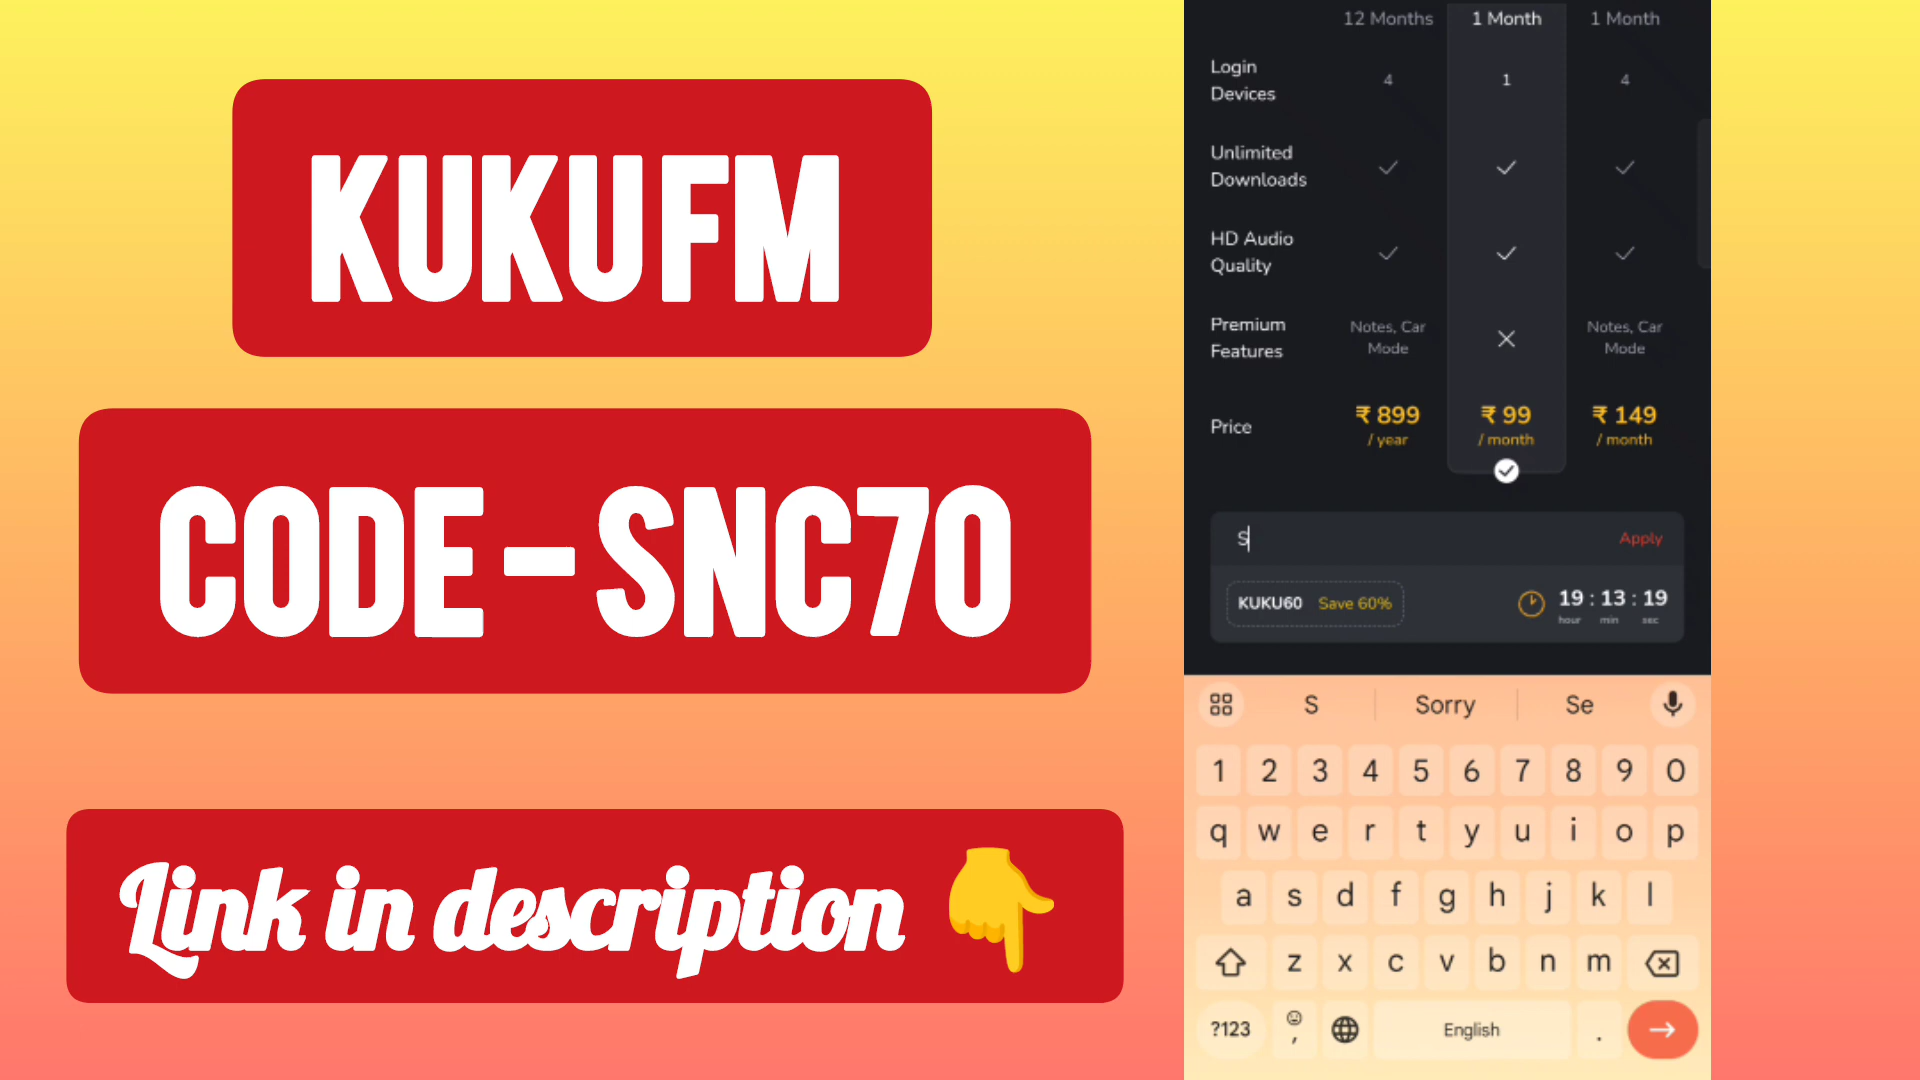 KUKUFM
CODE-SNC70
Link in description
12 Months 1 Month 1 Month
Login Devices 4 1 4
Unlimited Downloads
HD Audio Quality
Premium Features Notes, Car Mode Notes, Car Mode
Price ₹ 899 / year ₹ 99 / month ₹ 149 / month
S Apply
KUKU60 Save 60% 19 : 13 : 19
hour min sec
S Sorry Se
1 2 3 4 5 6 7 8 9 0
q w e r t y u i o p
a s d f g h j k l
z x c v b n m
?123 , English .